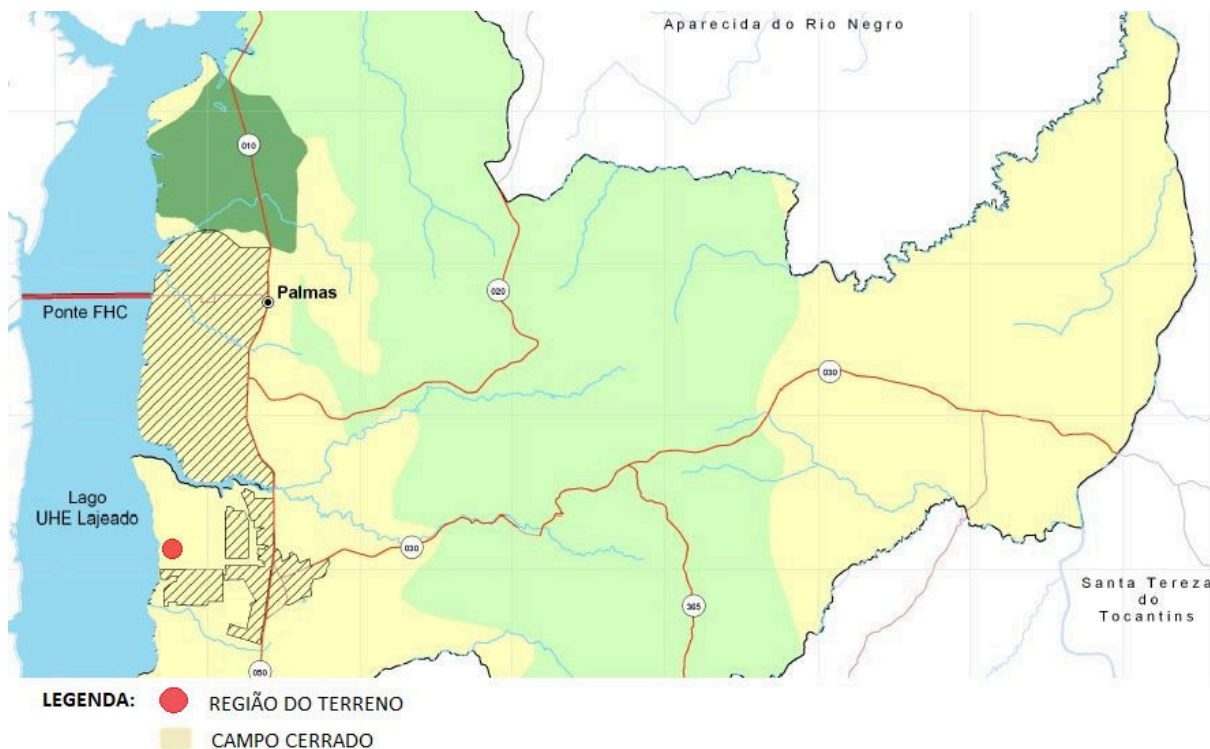 Aparecida do Rio Negro
010
Palmas
020
Ponte FHC
030
Lago
UHE Lajeado
030
365
Santa Tereza
do
Tocantins
050
LEGENDA:
REGIÃO DO TERRENO
CAMPO CERRADO